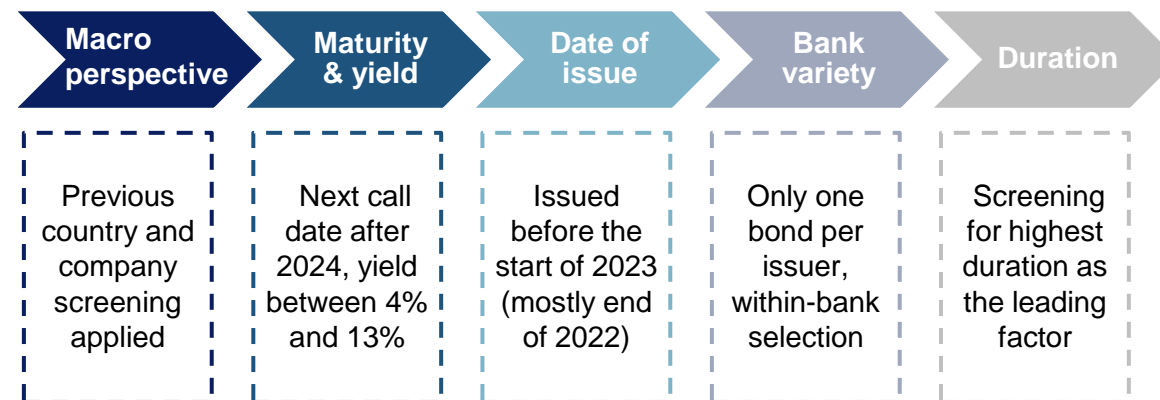 Macro
perspective
Maturity
& yield
Date of
issue
Bank
variety
Duration
Previous
country and
company
screening
applied
Next call
date after
2024, yield
between 4%
and 13%
Issued
before the
start of 2023
(mostly end
of 2022)
Only one
bond per
issuer,
within-bank
selection
Screening
for highest
duration as
the leading
factor